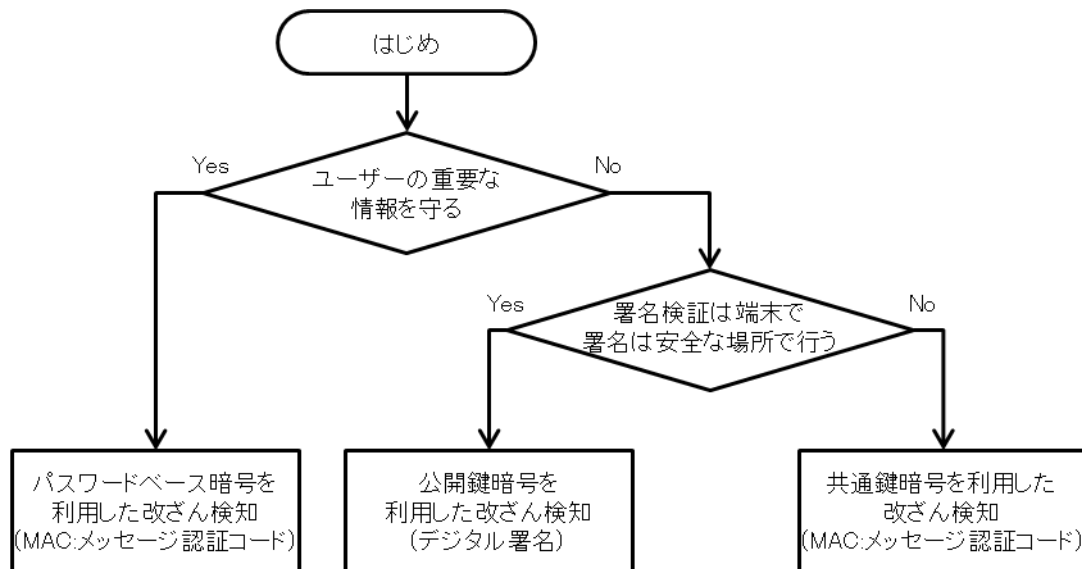 はじめ
Yes
No
ユーザーの重要な
情報を守る
Yes
No
署名検証は端末で
署名は安全な場所で行う
パスワードベース暗号を
利用した改ざん検知
(MAC:メッセージ認証コード)
公開鍵暗号を
利用した改ざん検知
(デジタル署名)
共通鍵暗号を利用した
改ざん検知
(MAC:メッセージ認証コード)